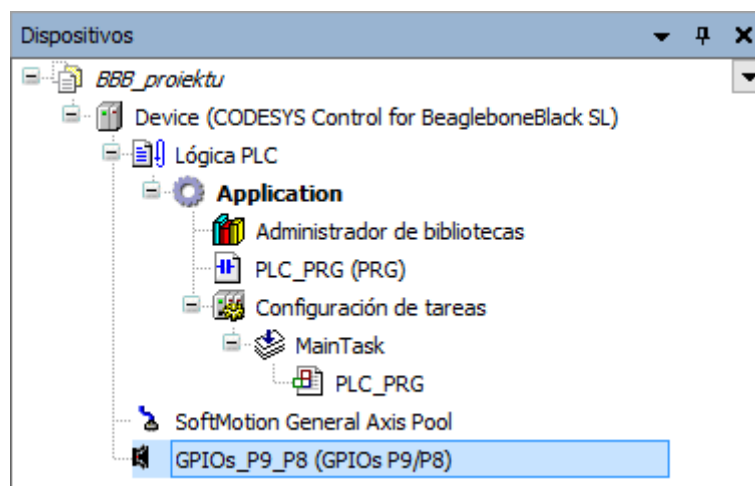 Dispositivos
BBB_proiektu
Device (CODESYS Control for BeagleboneBlack SL)
Lógica PLC
Application
Administrador de bibliotecas
PLC_PRG (PRG)
Configuración de tareas
MainTask
PLC_PRG
SoftMotion General Axis Pool
GPIOs_P9_P8 (GPIOs P9/P8)